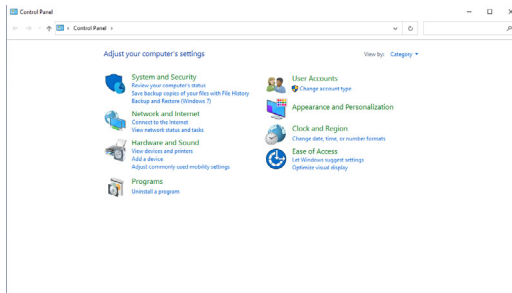 Control Panel
Control Panel
Adjust your computer's settings
View by: Category
System and Security
Review your computer's status
Save backup copies of your files with File History
Backup and Restore (Windows 7)
Network and Internet
Connect to the Internet
View network status and tasks
Hardware and Sound
View devices and printers
Add a device
Adjust commonly used mobility settings
Programs
Uninstall a program
User Accounts
Change account type
Appearance and Personalization
Clock and Region
Change date, time, or number formats
Ease of Access
Let Windows suggest settings
Optimize visual display